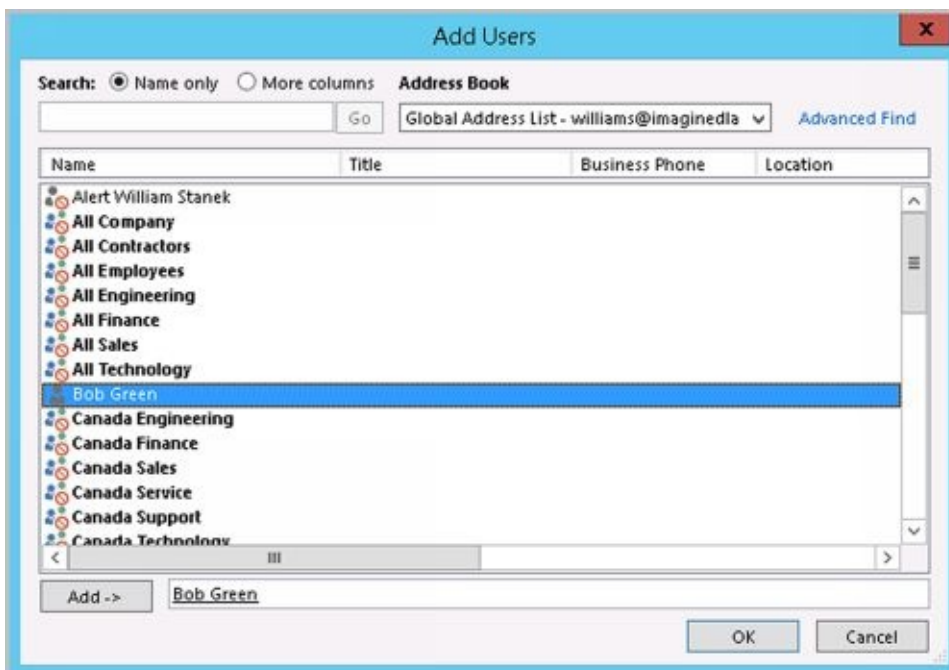 Add Users
x
Search: Name only More columns Address Book
Go Global Address List - williams@imaginedla Advanced Find
Name Title Business Phone Location
Alert William Stanek
All Company
All Contractors
All Employees
All Engineering
All Finance
All Sales
All Technology
Bob Green
Canada Engineering
Canada Finance
Canada Sales
Canada Service
Canada Support
Canada Technology
Add -> Bob Green
OK Cancel